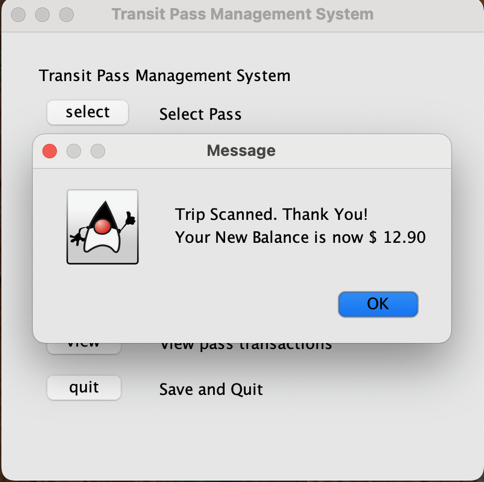 Transit Pass Management System
Transit Pass Management System
select Select Pass
Message
Trip Scanned. Thank You!
Your New Balance is now $ 12.90
OK
view View pass transactions
quit Save and Quit